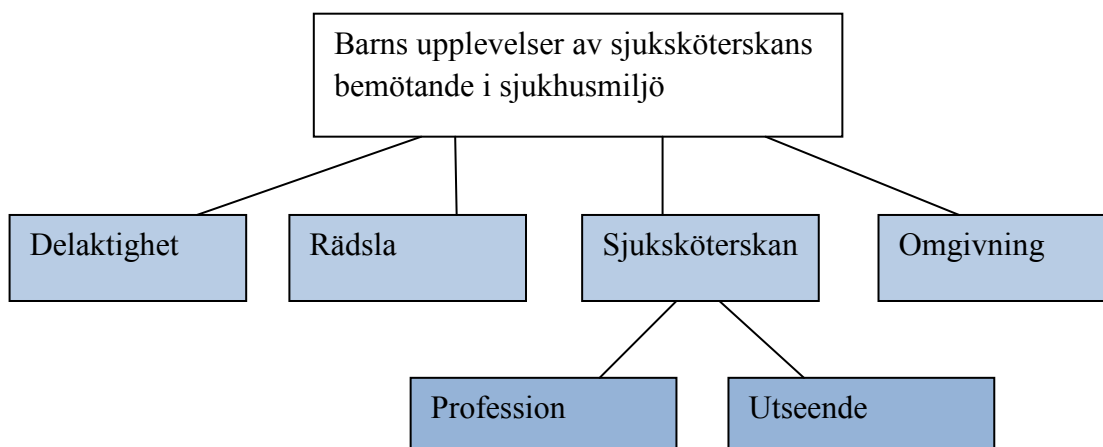 Barns upplevelser av sjuksköterskans
bemötande i sjukhusmiljö
Delaktighet
Rädsla
Sjuksköterskan
Omgivning
Profession
Utseende